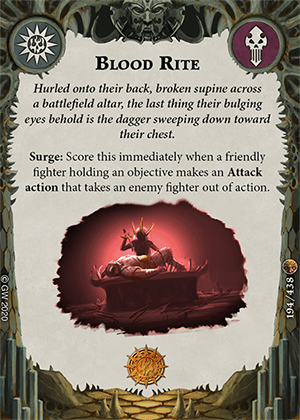 BLOOD RITE
Hurled onto their back, broken supine across
a battlefield altar, the last thing their bulging
eyes behold is the dagger sweeping down toward
their chest.
Surge: Score this immediately when a friendly
fighter holding an objective makes an Attack
action that takes an enemy fighter out of action.
© GW 2020
194/438